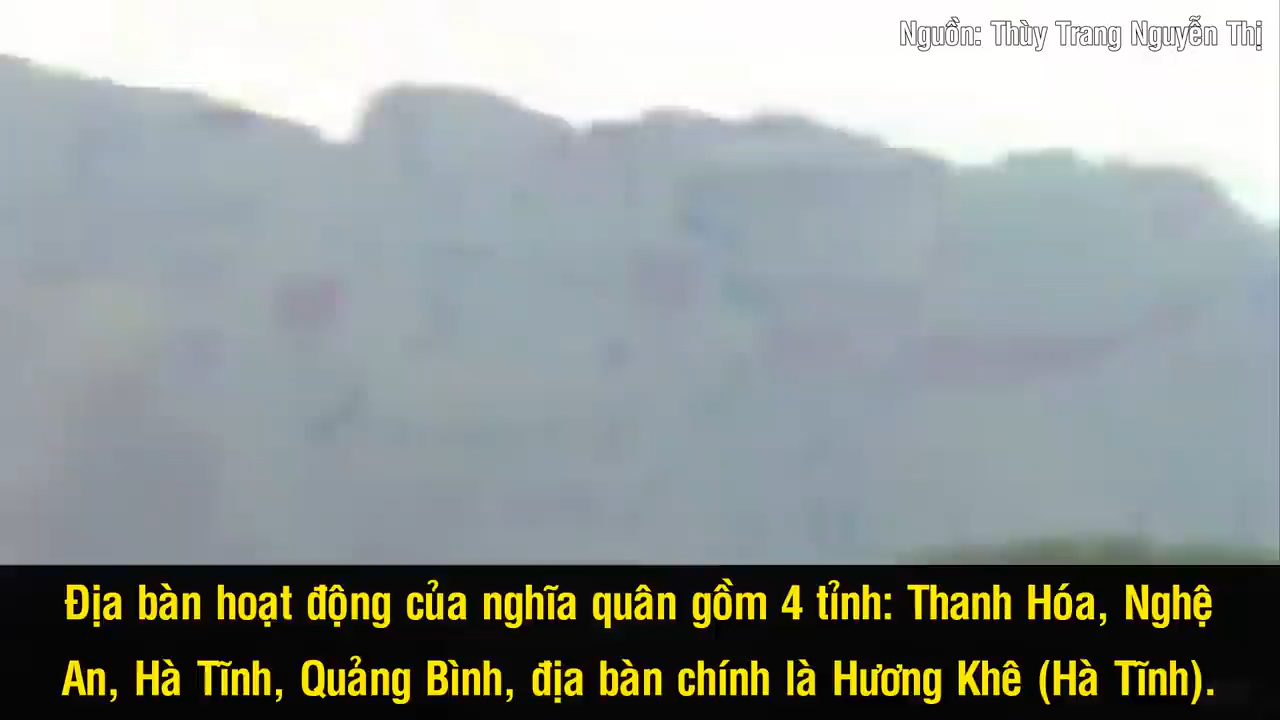 Nguồn: Thùy Trang Nguyễn Thị
Địa bàn hoạt động của nghĩa quân gồm 4 tỉnh: Thanh Hóa, Nghệ
An, Hà Tĩnh, Quảng Bình, địa bàn chính là Hương Khê (Hà Tĩnh).